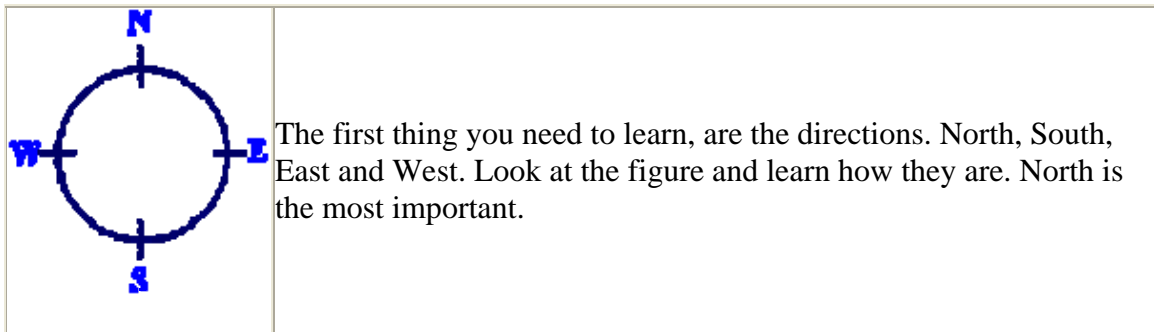 N
W
E
S
The first thing you need to learn, are the directions. North, South,
East and West. Look at the figure and learn how they are. North is
the most important.